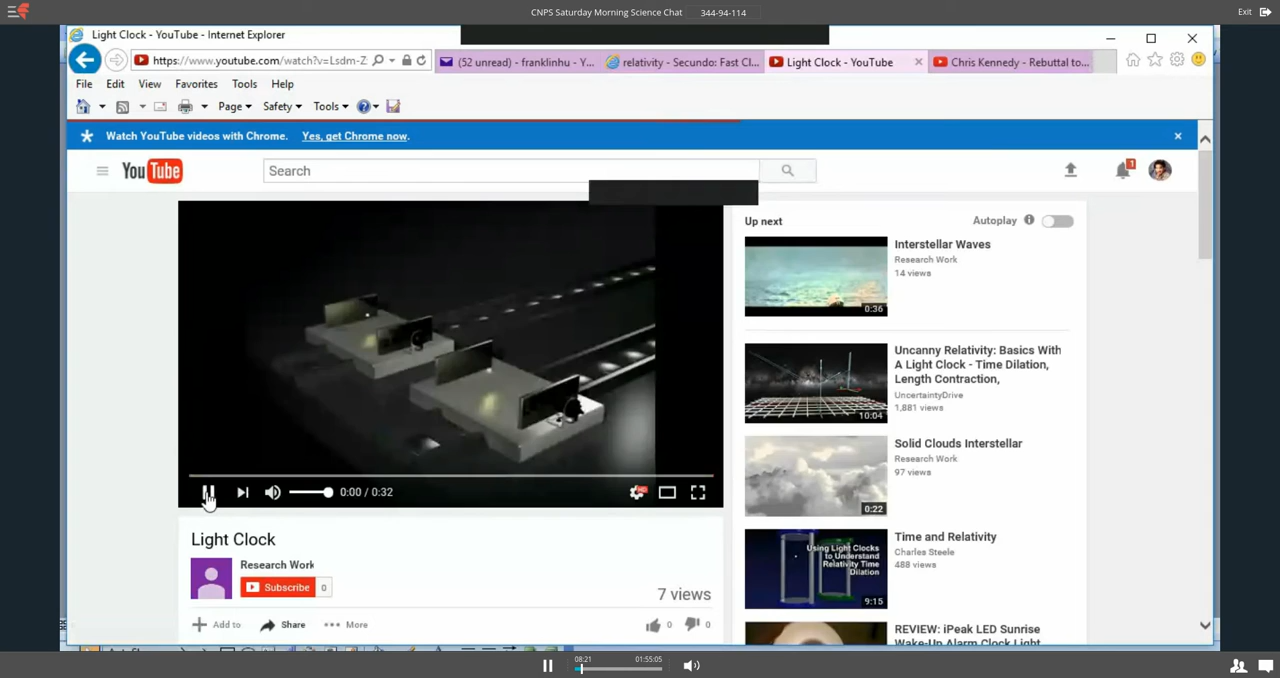 CNPS Saturday Morning Science Chat 344-94-114 Exit
Light Clock - YouTube - Internet Explorer
https://www.youtube.com/watch?v=Lsdm-Z
(52 unread) - franklinhu - Y...
relativity - Secundo: Fast Cl...
Light Clock - YouTube
Chris Kennedy - Rebuttal to...
File Edit View Favorites Tools Help
Page Safety Tools
Watch YouTube videos with Chrome. Yes, get Chrome now.
YouTube
Search
1
Up next
Autoplay
Interstellar Waves
Research Work
14 views
0:36
Uncanny Relativity: Basics With
A Light Clock - Time Dilation,
Length Contraction,
UncertaintyDrive
1,881 views
10:04
Solid Clouds Interstellar
Research Work
97 views
0:22
Time and Relativity
Charles Steele
488 views
Using Light Clocks
to Understand
Relativity Time
Dilation
9:15
REVIEW: iPeak LED Sunrise
Wake-Up Alarm Clock Light
0:00 / 0:32
HD
Light Clock
Research Work
Subscribe 0
7 views
Add to Share More 0 0
08:21 01:55:05